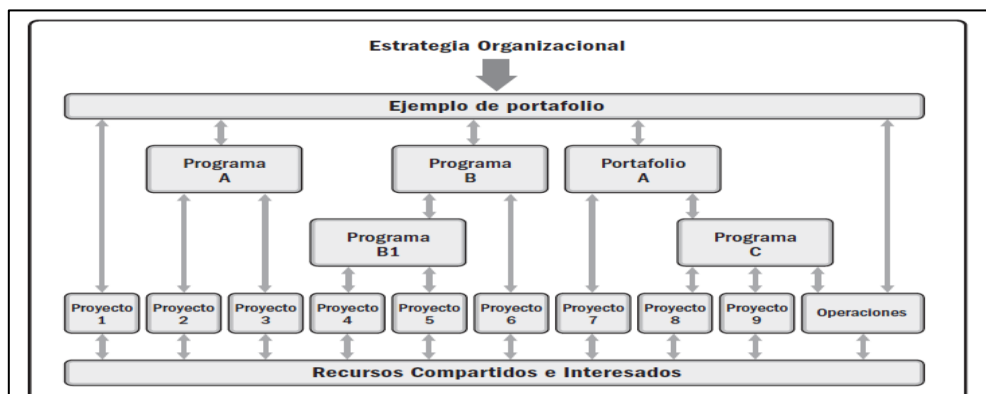 Estrategia Organizacional
Ejemplo de portafolio
Programa
A
Programa
B
Portafolio
A
Programa
B1
Programa
C
Proyecto
1
Proyecto
2
Proyecto
3
Proyecto
4
Proyecto
5
Proyecto
6
Proyecto
7
Proyecto
8
Proyecto
9
Operaciones
Recursos Compartidos e Interesados